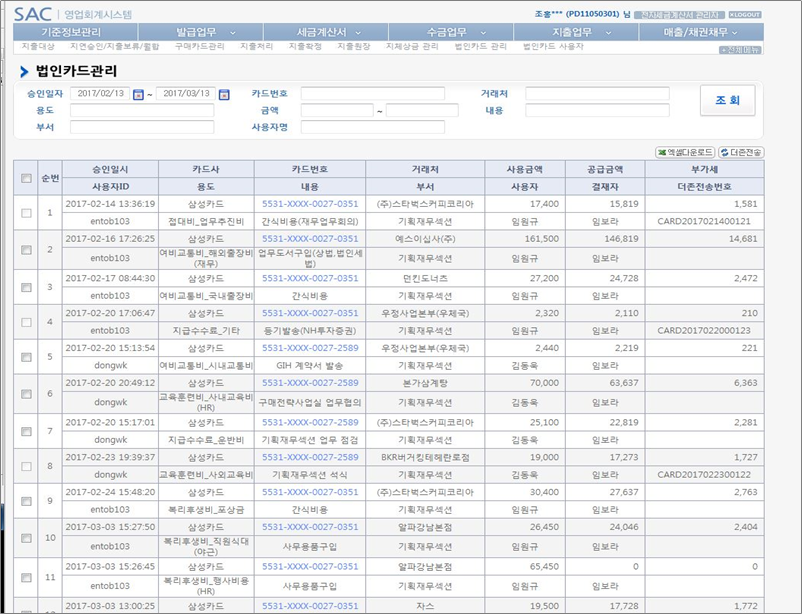 SAC | 영업회계시스템
조홍*** (PD11050301) 님 전자세금계산서 관리자 LOGOUT
기준정보관리 발급업무 세금계산서 수금업무 지출업무 매출/채권채무
지출대상 지연승인/지출보류/월합 구매카드관리 지출처리 지출확정 지출원장 지체상금 관리 법인카드 관리 법인카드 사용자
+전체메뉴
법인카드관리
승인일자 2017/02/13 ~ 2017/03/13 카드번호 거래처
용도 금액 ~ 내용
조 회
부서 사용자명
엑셀다운로드 더존전송
순번 승인일시 카드사 카드번호 거래처 사용금액 공급금액 부가세
사용자ID 용도 내용 부서 사용자 결재자 더존전송번호
1 2017-02-14 13:36:19 삼성카드 5531-XXXX-0027-0351 (주)스타벅스커피코리아 17,400 15,819 1,581
entob103 접대비_업무추진비 간식비용(재무업무회의) 기획재무섹션 임원규 임보라 CARD2017021400121
2 2017-02-16 17:26:25 삼성카드 5531-XXXX-0027-0351 예스이십사(주) 161,500 146,819 14,681
entob103 여비교통비_해외출장비(재무) 업무도서구입(상법,법인세법) 기획재무섹션 임원규 임보라
3 2017-02-17 08:44:30 삼성카드 5531-XXXX-0027-0351 던킨도너츠 27,200 24,728 2,472
entob103 여비교통비_국내출장비 간식비용 기획재무섹션 임원규 임보라
4 2017-02-20 17:06:47 삼성카드 5531-XXXX-0027-0351 우정사업본부(우체국) 2,320 2,110 210
entob103 지급수수료_기타 등기발송(NH투자증권) 기획재무섹션 임원규 임보라 CARD2017022000123
5 2017-02-20 15:13:54 삼성카드 5531-XXXX-0027-2589 우정사업본부(우체국) 2,440 2,219 221
dongwk 여비교통비_시내교통비 GIH 계약서 발송 기획재무섹션 김동욱 임보라
6 2017-02-20 20:49:12 삼성카드 5531-XXXX-0027-2589 본가삼계탕 70,000 63,637 6,363
dongwk 교육훈련비_사내교육비(HR) 구매전략사업실 업무협의 기획재무섹션 김동욱 임보라
7 2017-02-20 15:17:01 삼성카드 5531-XXXX-0027-2589 (주)스타벅스커피코리아 25,100 22,819 2,281
dongwk 지급수수료_운반비 기획재무섹션 업무 점검 기획재무섹션 김동욱 임보라
8 2017-02-23 19:39:37 삼성카드 5531-XXXX-0027-2589 BKR버거킹테헤란로점 19,000 17,273 1,727
dongwk 교육훈련비_사외교육비 기획재무섹션 석식 기획재무섹션 김동욱 임보라 CARD2017022300122
9 2017-02-24 15:48:20 삼성카드 5531-XXXX-0027-0351 (주)스타벅스커피코리아 30,400 27,637 2,763
entob103 복리후생비_포상금 간식비용 기획재무섹션 임원규 임보라
10 2017-03-03 15:27:50 삼성카드 5531-XXXX-0027-0351 알파강남본점 26,450 24,046 2,404
entob103 복리후생비_직원식대(야근) 사무용품구입 기획재무섹션 임원규 임보라
11 2017-03-03 15:26:45 삼성카드 5531-XXXX-0027-0351 알파강남본점 65,450 0 0
entob103 복리후생비_행사비용(HR) 사무용품구입 기획재무섹션 임원규 임보라
2017-03-03 13:00:25 삼성카드 5531-XXXX-0027-0351 자스 19,500 17,728 1,772